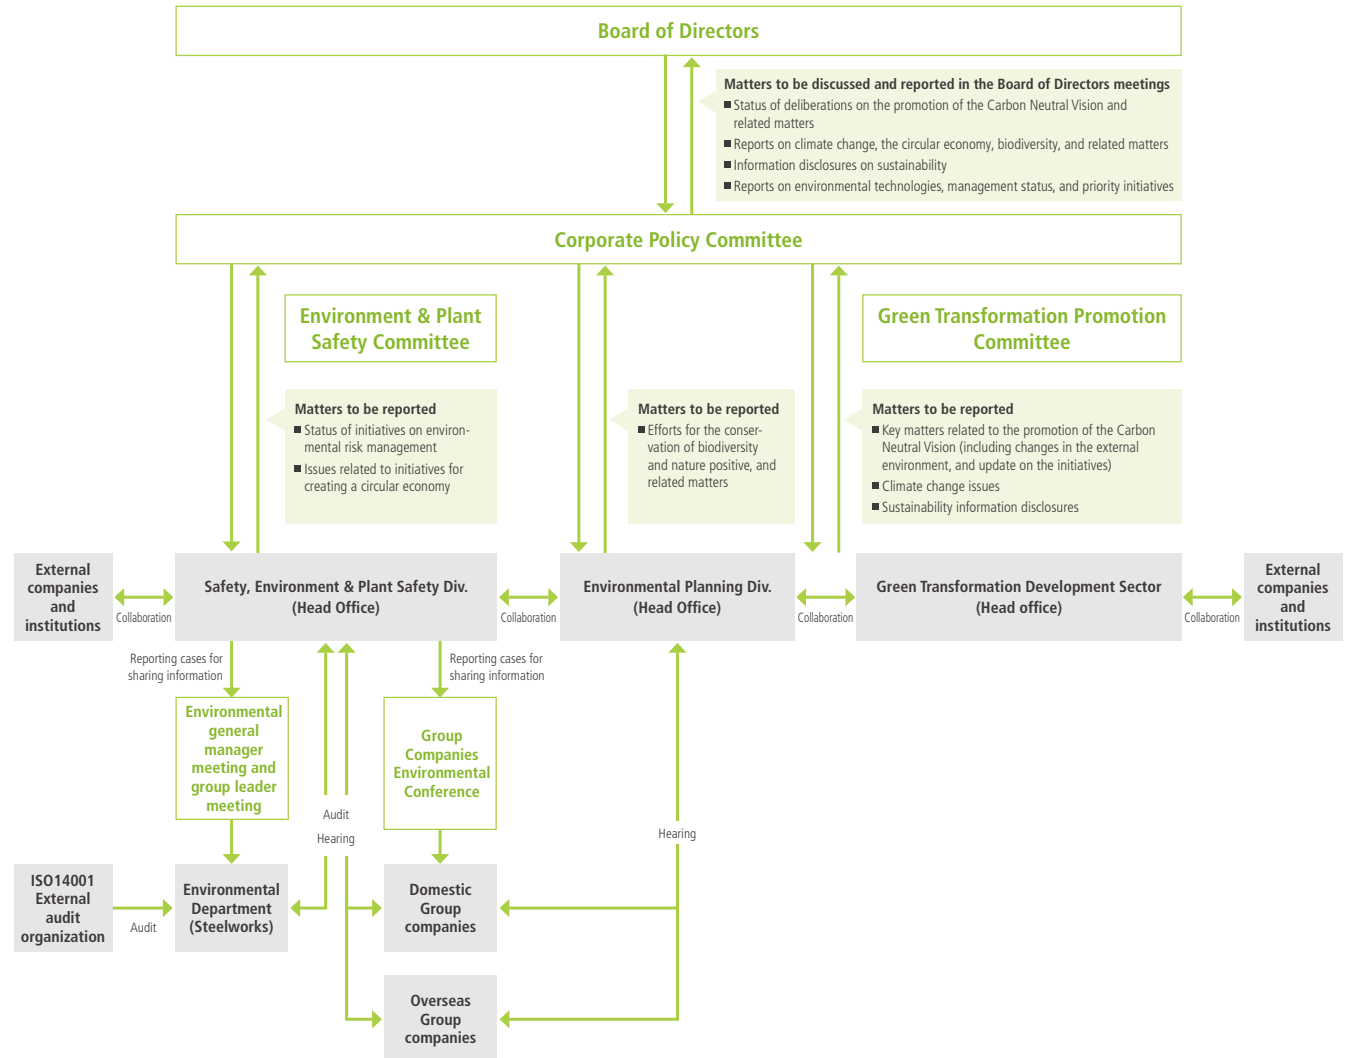 Board of Directors
Matters to be discussed and reported in the Board of Directors meetings
■ Status of deliberations on the promotion of the Carbon Neutral Vision and
related matters
■ Reports on climate change, the circular economy, biodiversity, and related matters
■ Information disclosures on sustainability
■ Reports on environmental technologies, management status, and priority initiatives
Corporate Policy Committee
Environment & Plant
Safety Committee
Green Transformation Promotion
Committee
Matters to be reported
■ Status of initiatives on environ-
mental risk management
■ Issues related to initiatives for
creating a circular economy
Matters to be reported
■ Efforts for the conser-
vation of biodiversity
and nature positive, and
related matters
Matters to be reported
■ Key matters related to the promotion of the Carbon
Neutral Vision (including changes in the external
environment, and update on the initiatives)
■ Climate change issues
■ Sustainability information disclosures
External
companies
and
institutions
Collaboration
Safety, Environment & Plant Safety Div.
(Head Office)
Collaboration
Environmental Planning Div.
(Head Office)
Collaboration
Green Transformation Development Sector
(Head office)
Collaboration
External
companies
and
institutions
Reporting cases for
sharing information
Reporting cases for
sharing information
Environmental
general
manager
meeting and
group leader
meeting
Group
Companies
Environmental
Conference
Audit
Hearing
Hearing
ISO14001
External
audit
organization
Audit
Environmental
Department
(Steelworks)
Domestic
Group
companies
Overseas
Group
companies